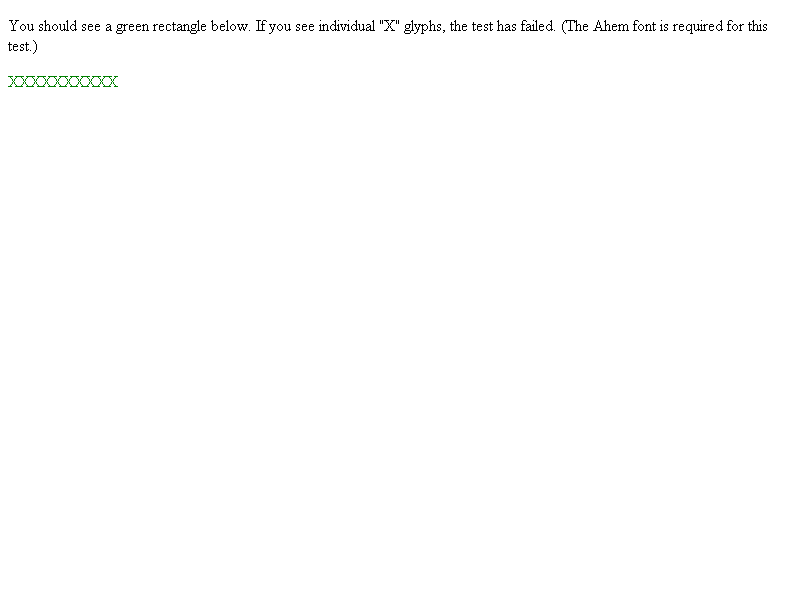 You should see a green rectangle below. If you see individual "X" glyphs, the test has failed. (The Ahem font is required for this
test.)
XXXXXXXXXXX